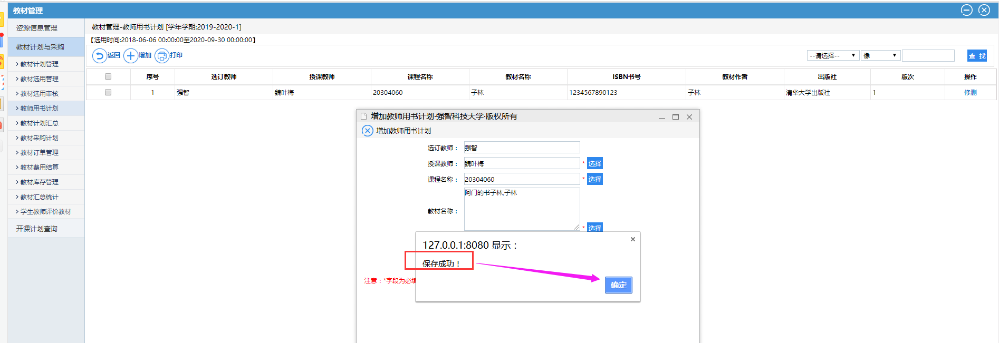 教材管理
资源信息管理
教材计划与采购
教材计划管理
教材选用管理
教材选用审核
教师用书计划
教材计划汇总
教材采购计划
教材订单管理
教材费用结算
教材库存管理
教材汇总统计
学生教师评价教材
开课计划查询
教材管理-教师用书计划 [学年学期:2019-2020-1]
【选用时间:2018-06-06 00:00:00至2020-09-30 00:00:00】
返回 增加 打印 --请选择-- 像 查 找
序号 选订教师 授课教师 课程名称 教材名称 ISBN书号 教材作者 出版社 版次 操作
1 强智 魏叶梅 20304060 子林 1234567890123 子林 清华大学出版社 1 修删
增加教师用书计划·强智科技大学·版权所有
增加教师用书计划
选订教师： 强智
授课教师： 魏叶梅 * 选择
课程名称： 20304060 * 选择
教材名称： 阿门的书子林,子林 * 选择
127.0.0.1:8080 显示：
保存成功！
确定
注意：*字段为必填